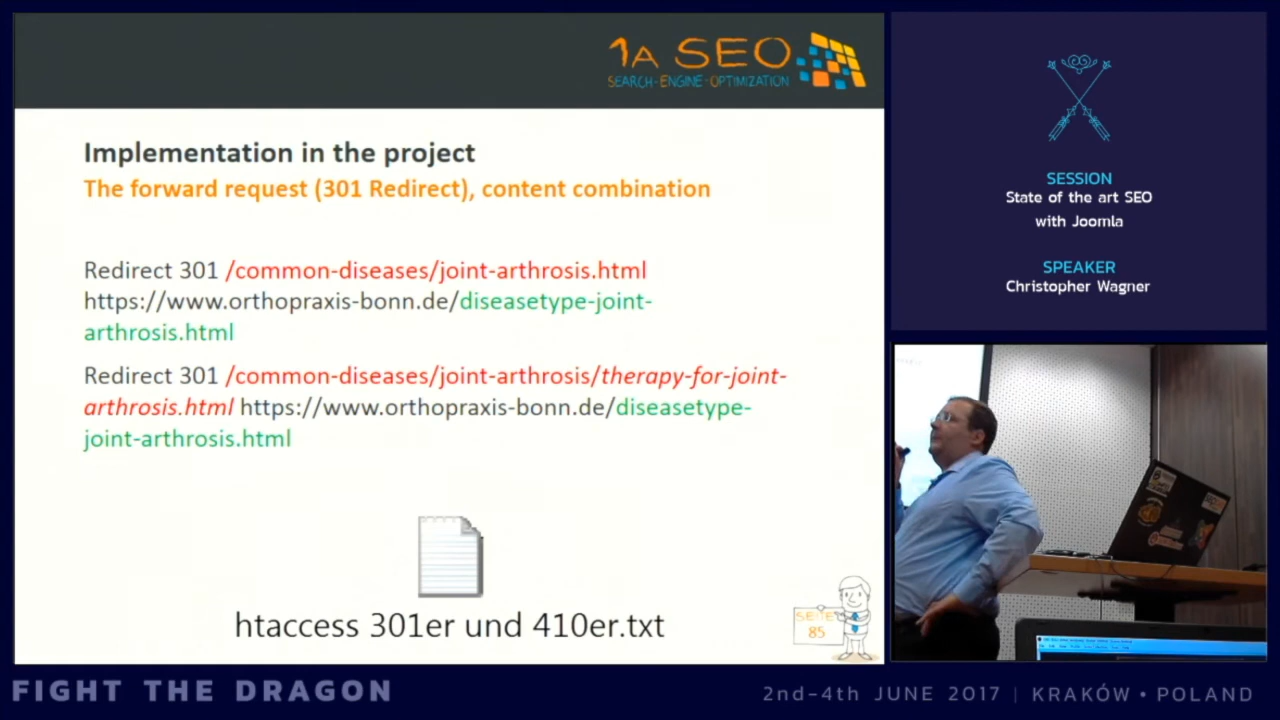 1A SEO
SEARCH-ENGINE-OPTIMIZATION
Implementation in the project
The forward request (301 Redirect), content combination
Redirect 301 /common-diseases/joint-arthrosis.html
https://www.orthopraxis-bonn.de/diseasetype-joint-
arthrosis.html
Redirect 301 /common-diseases/joint-arthrosis/therapy-for-joint-
arthrosis.html https://www.orthopraxis-bonn.de/diseasetype-
joint-arthrosis.html
htaccess 301er und 410er.txt
SEITE
85
SESSION
State of the art SEO
with Joomla
SPEAKER
Christopher Wagner
FIGHT THE DRAGON
2nd-4th JUNE 2017 | KRAKÓW • POLAND